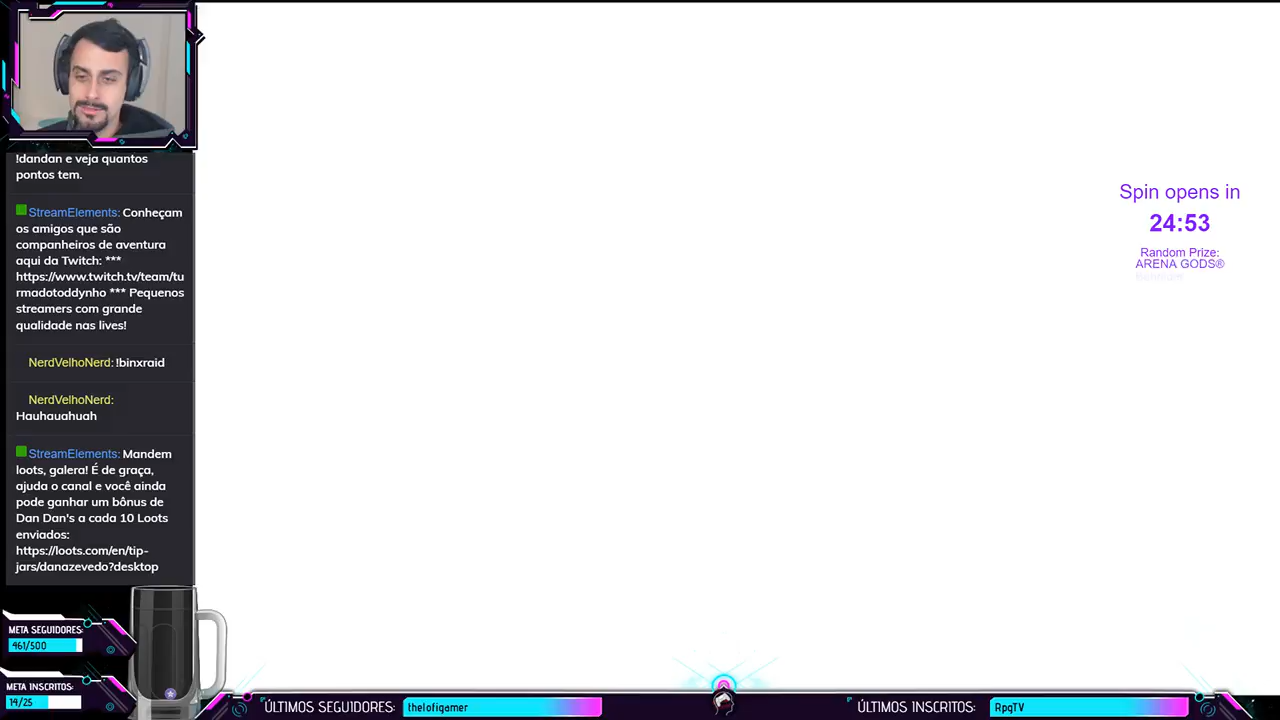 !dandan e veja quantos
pontos tem.
StreamElements: Conheçam
os amigos que são
companheiros de aventura
aqui da Twitch: ***
https://www.twitch.tv/team/tu
rmadotoddynho *** Pequenos
streamers com grande
qualidade nas lives!
NerdVelhoNerd: !binxraid
NerdVelhoNerd:
Hauhauahuah
StreamElements: Mandem
loots, galera! É de graça,
ajuda o canal e você ainda
pode ganhar um bônus de
Dan Dan's a cada 10 Loots
enviados:
https://loots.com/en/tip-
jars/danazevedo?desktop
META SEGUIDORES:
461/500
META INSCRITOS:
14/25
Spin opens in
24:53
Random Prize:
ARENA GODS®
ÚLTIMOS SEGUIDORES:
thelofigamer
ÚLTIMOS INSCRITOS:
RpgTV